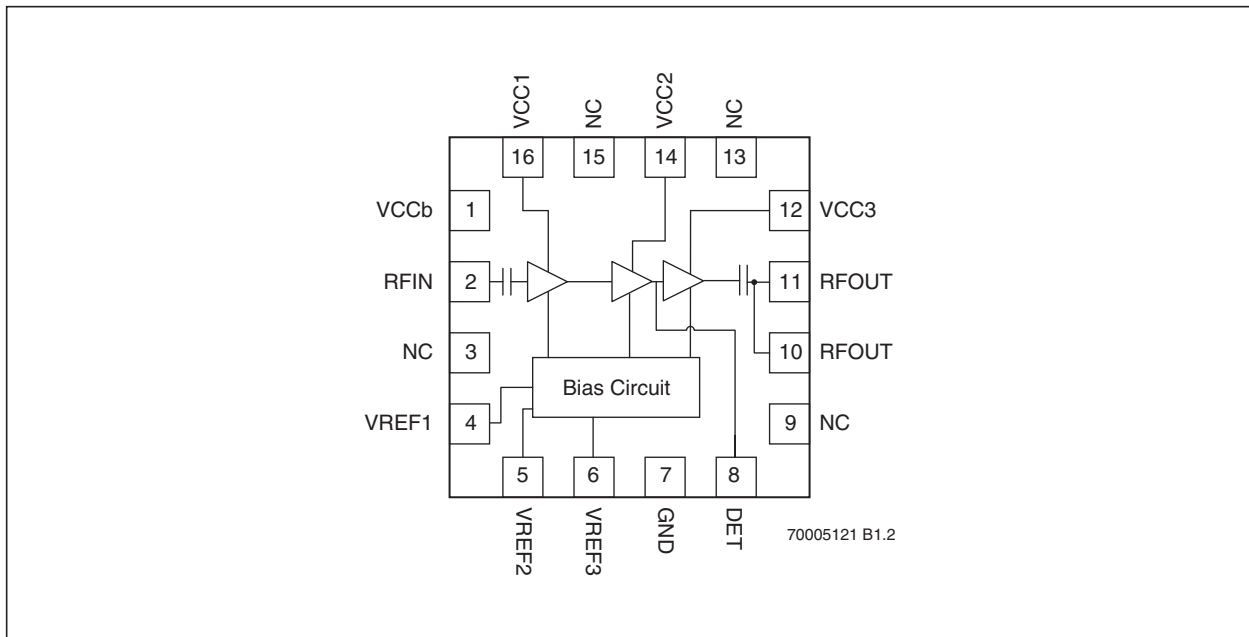 VCC1
NC
VCC2
NC
16
15
14
13
VCCb
1
12
VCC3
RFIN
2
11
RFOUT
NC
3
10
RFOUT
Bias Circuit
VREF1
4
9
NC
5
6
7
8
VREF2
VREF3
GND
DET
70005121 B1.2